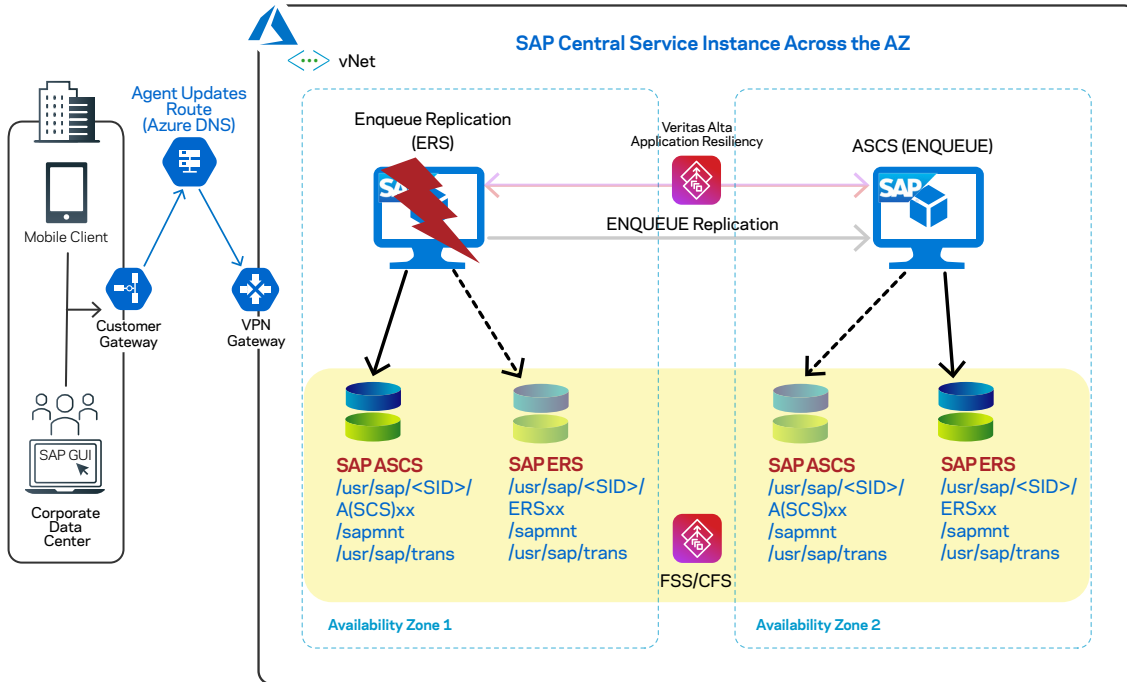 SAP Central Service Instance Across the AZ
vNet
Agent Updates
Route
(Azure DNS)
Mobile Client
Customer
Gateway
VPN
Gateway
SAP GUI
Corporate
Data
Center
Enqueue Replication
(ERS)
SAP
Veritas Alta
Application Resiliency
ENQUEUE Replication
ASCS (ENQUEUE)
SAP
SAP ASCS
/usr/sap/<SID>/
A(SCS)xx
/sapmnt
/usr/sap/trans
SAP ERS
/usr/sap/<SID>/
ERSxx
/sapmnt
/usr/sap/trans
FSS/CFS
SAP ASCS
/usr/sap/<SID>/
A(SCS)xx
/sapmnt
/usr/sap/trans
SAP ERS
/usr/sap/<SID>/
ERSxx
/sapmnt
/usr/sap/trans
Availability Zone 1
Availability Zone 2